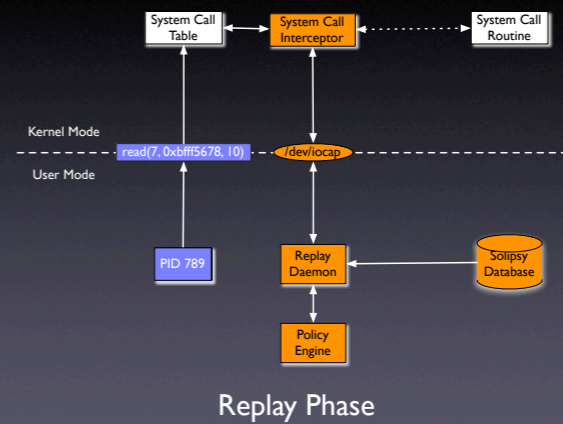 System Call
Table
System Call
Interceptor
System Call
Routine
Kernel Mode
read(7, 0xbfff5678, 10)
/dev/iocap
User Mode
PID 789
Replay
Daemon
Solipsy
Database
Policy
Engine
Replay Phase